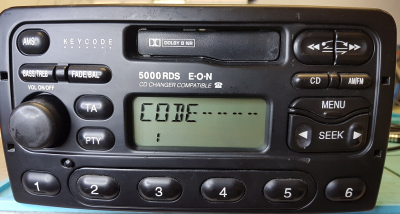 AMS
KEYCODE
DOLBY B NR
BASS/TREB
FADE/BAL
5000 RDS E·O·N
CD CHANGER COMPATIBLE
CD
AM/FM
VOL ON/OFF
TA
CODE----
1
MENU
PTY
SEEK
1 2 3 4 5 6